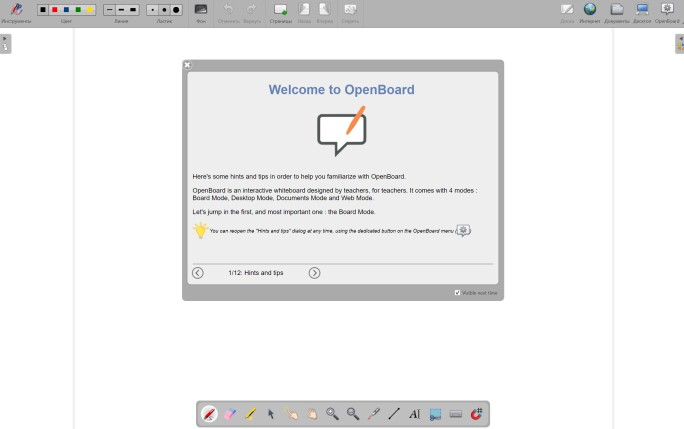 Инструменты
Цвет
Линия
Ластик
Фон
Отменить
Вернуть
Страницы
Назад
Вперед
Стереть
Доска
Интернет
Документы
Десктоп
OpenBoard
Welcome to OpenBoard
Here's some hints and tips in order to help you familiarize with OpenBoard.
OpenBoard is an interactive whiteboard designed by teachers, for teachers. It comes with 4 modes :
Board Mode, Desktop Mode, Documents Mode and Web Mode.
Let's jump in the first, and most important one : the Board Mode.
You can reopen the "Hints and tips" dialog at any time, using the dedicated button on the OpenBoard menu (
1/12: Hints and tips
Visible next time
AI